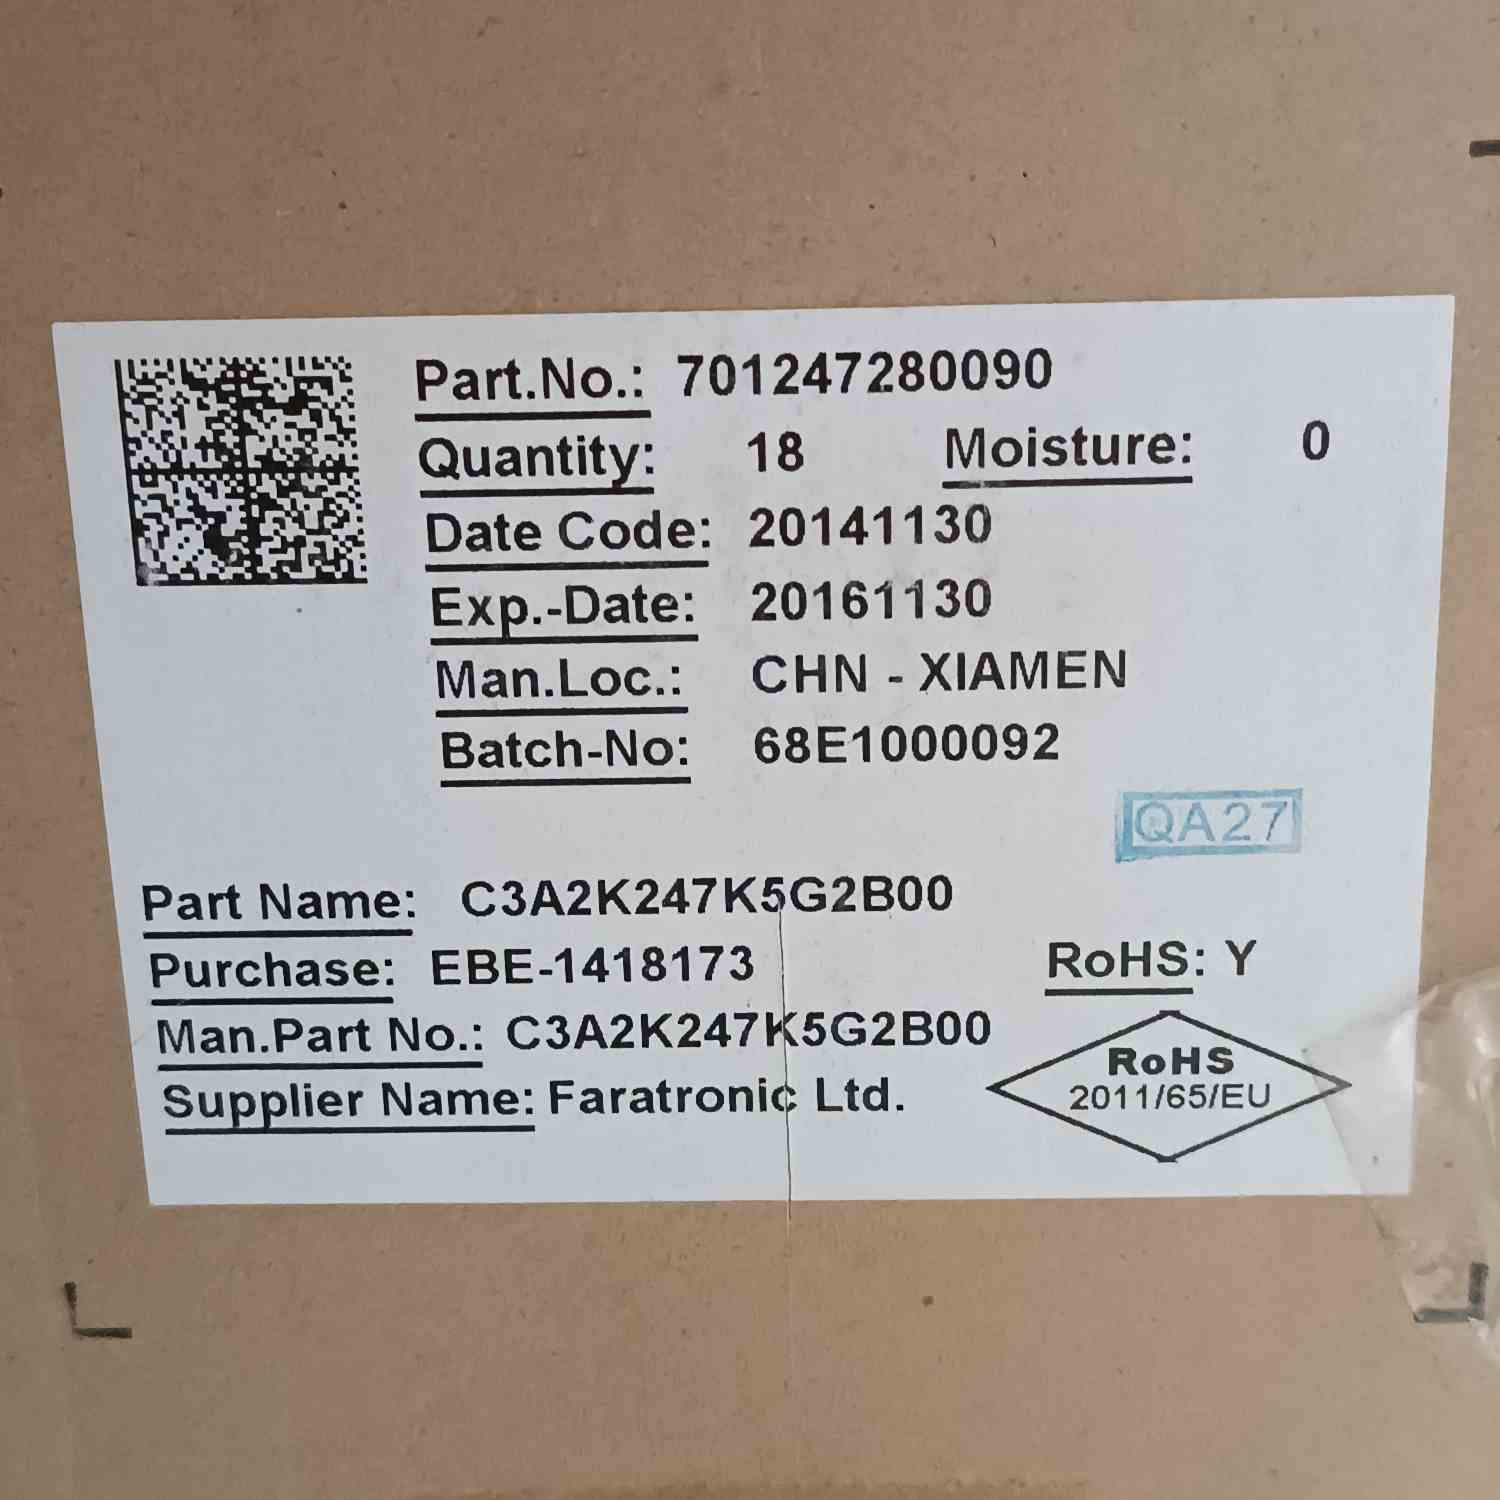 Part.No.: 701247280090
Quantity: 18 Moisture: 0
Date Code: 20141130
Exp.-Date: 20161130
Man.Loc.: CHN - XIAMEN
Batch-No: 68E1000092
QA27
Part Name: C3A2K247K5G2B00
Purchase: EBE-1418173 RoHS: Y
Man.Part No.: C3A2K247K5G2B00
Supplier Name: Faratronic Ltd.
RoHS
2011/65/EU